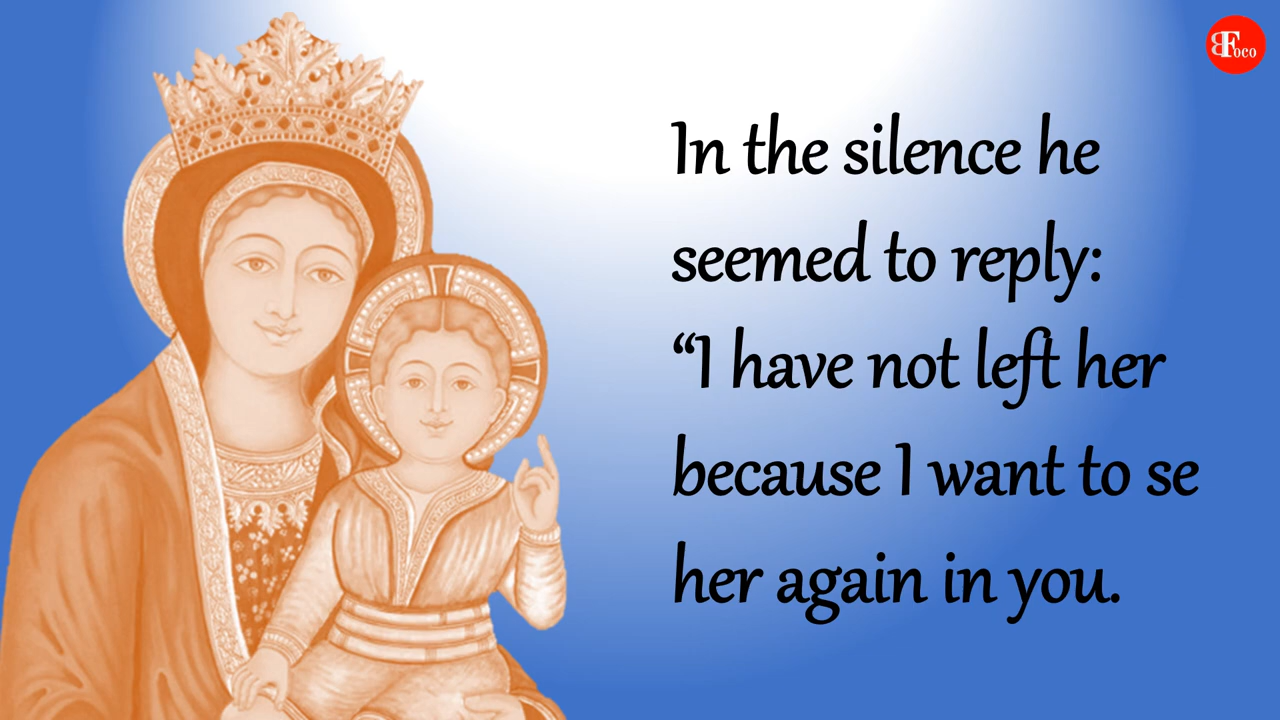 BFoco
In the silence he
seemed to reply:
“I have not left her
because I want to se
her again in you.